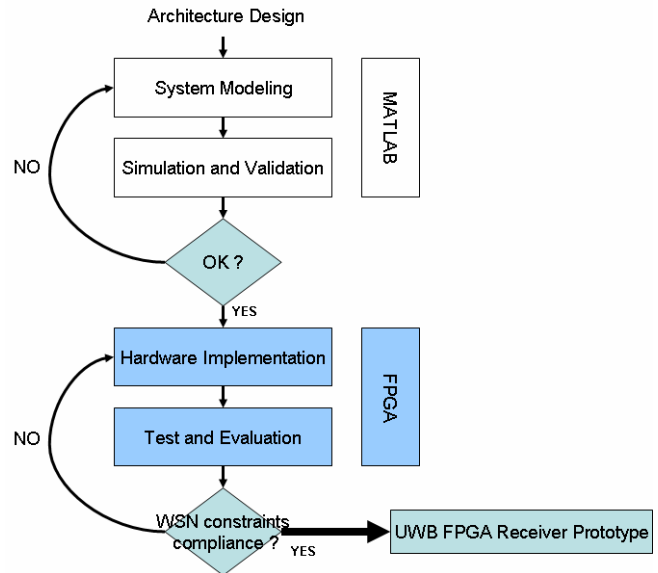 Architecture Design
System Modeling
MATLAB
Simulation and Validation
NO
OK ?
YES
Hardware Implementation
FPGA
Test and Evaluation
NO
WSN constraints
compliance ?
YES
UWB FPGA Receiver Prototype